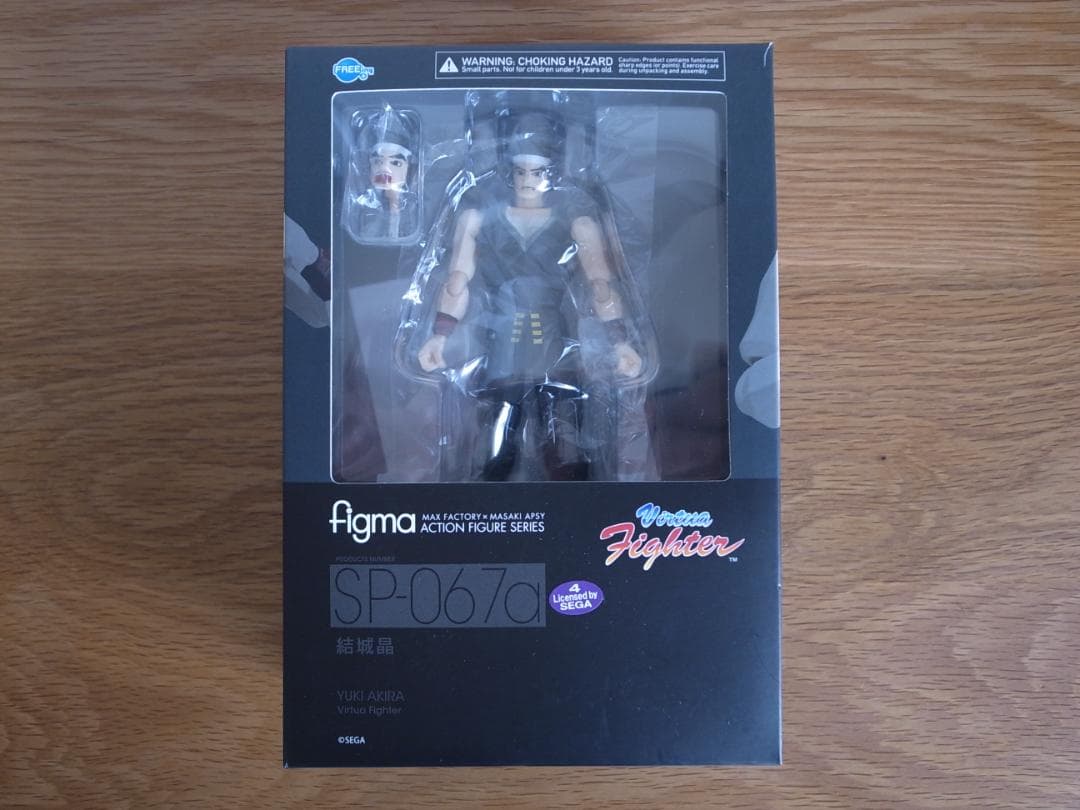 FREEing
WARNING: CHOKING HAZARD
Small parts. Not for children under 3 years old.
Caution: Product contains functional
sharp edges (or points). Exercise care
during unpacking and assembly.
figma
MAX FACTORY × MASAKI APSY
ACTION FIGURE SERIES
Virtua
Fighter™
PRODUCTS NUMBER
SP-067a
4
Licensed by
SEGA
結城晶
YUKI AKIRA
Virtua Fighter
©SEGA